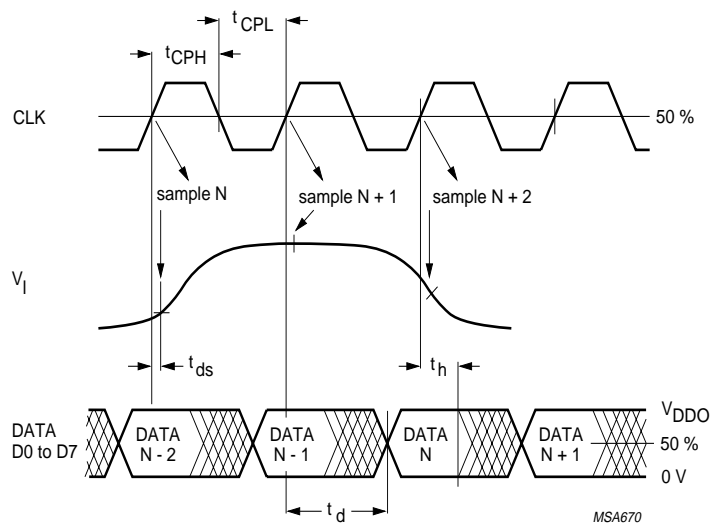 tCPL
tCPH
CLK
50 %
sample N
sample N + 1
sample N + 2
VI
tds
th
DATA
D0 to D7
DATA
N - 2
DATA
N - 1
DATA
N
DATA
N + 1
VDDO
50 %
0 V
td
MSA670